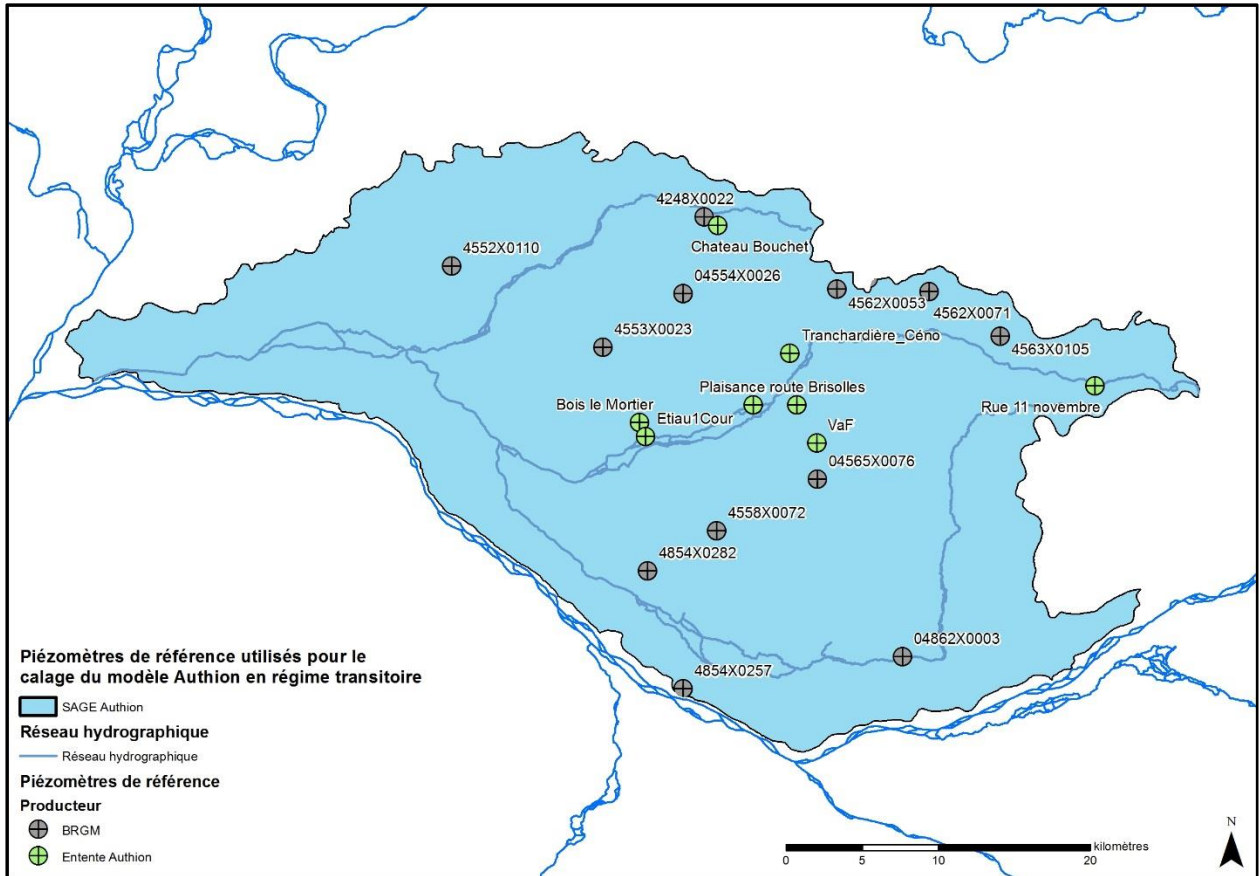 4248X0022
Chateau Bouchet
4552X0110
04554X0026
4562X0053
4562X0071
4553X0023
Tranchardière_Céno
4563X0105
Plaisance route Brisolles
Bois le Mortier
Rue 11 novembre
Etiau1Cour
VaF
04565X0076
4558X0072
4854X0282
04862X0003
4854X0257
Piézomètres de référence utilisés pour le
calage du modèle Authion en régime transitoire
SAGE Authion
Réseau hydrographique
Réseau hydrographique
Piézomètres de référence
Producteur
BRGM
Entente Authion
N
kilomètres
0 5 10 20